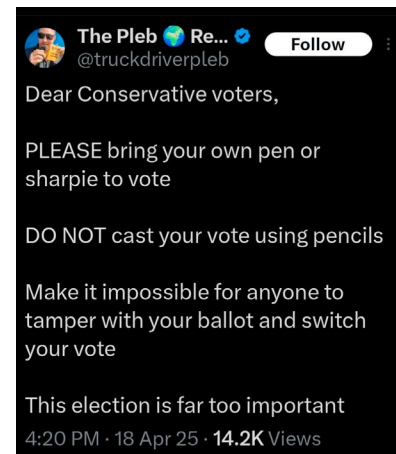 The Pleb 🌍 Re...
Follow
@truckdriverpleb
Dear Conservative voters,
PLEASE bring your own pen or
sharpie to vote
DO NOT cast your vote using pencils
Make it impossible for anyone to
tamper with your ballot and switch
your vote
This election is far too important
4:20 PM · 18 Apr 25 · 14.2K Views